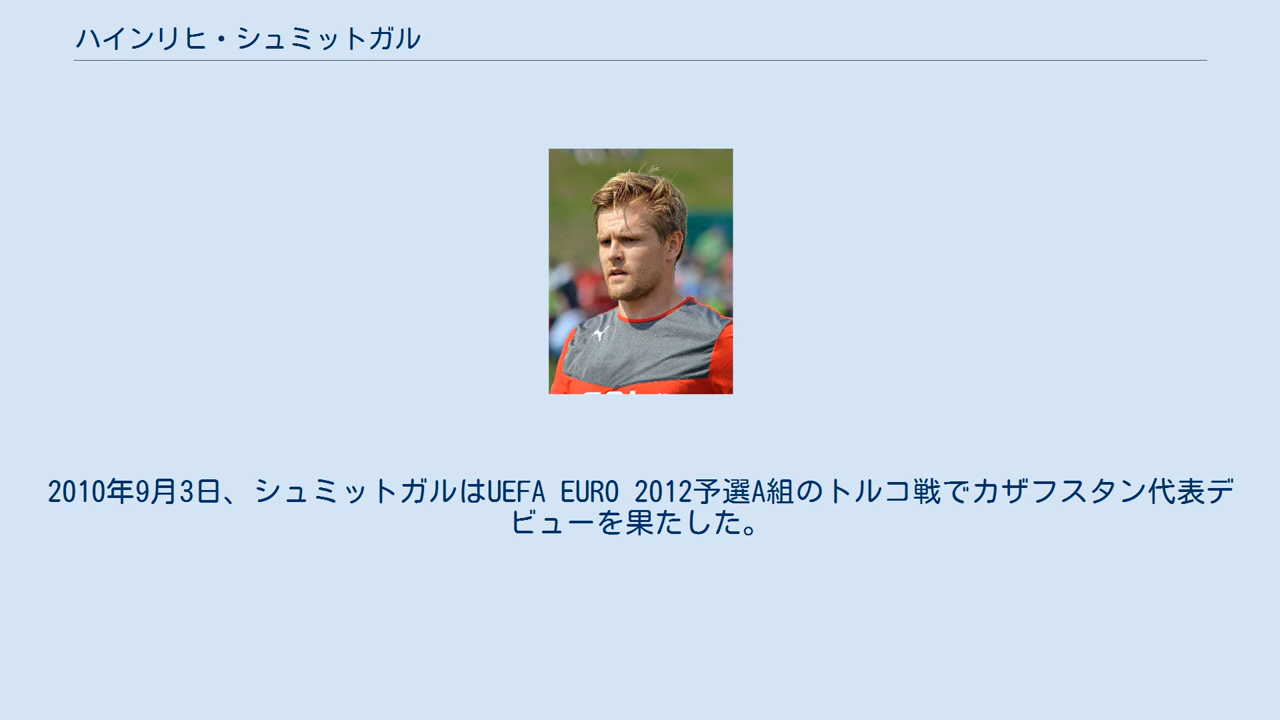 ハインリヒ・シュミットガル
2010年9月3日、シュミットガルはUEFA EURO 2012予選A組のトルコ戦でカザフスタン代表デ
ビューを果たした。